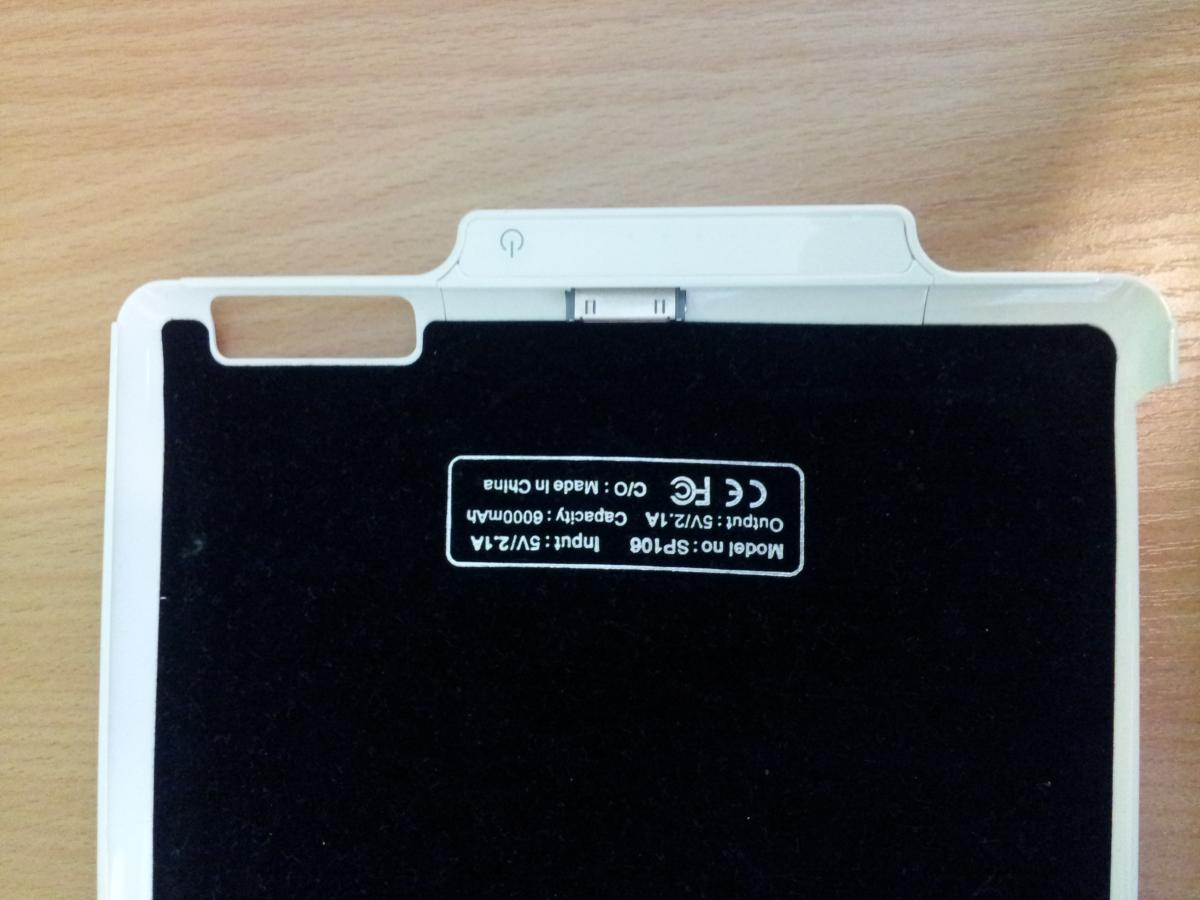 Model no : SP106 Input : 5V/2.1A
Output : 5V/2.1A Capacity : 6000mAh
CE FC C/O : Made In China